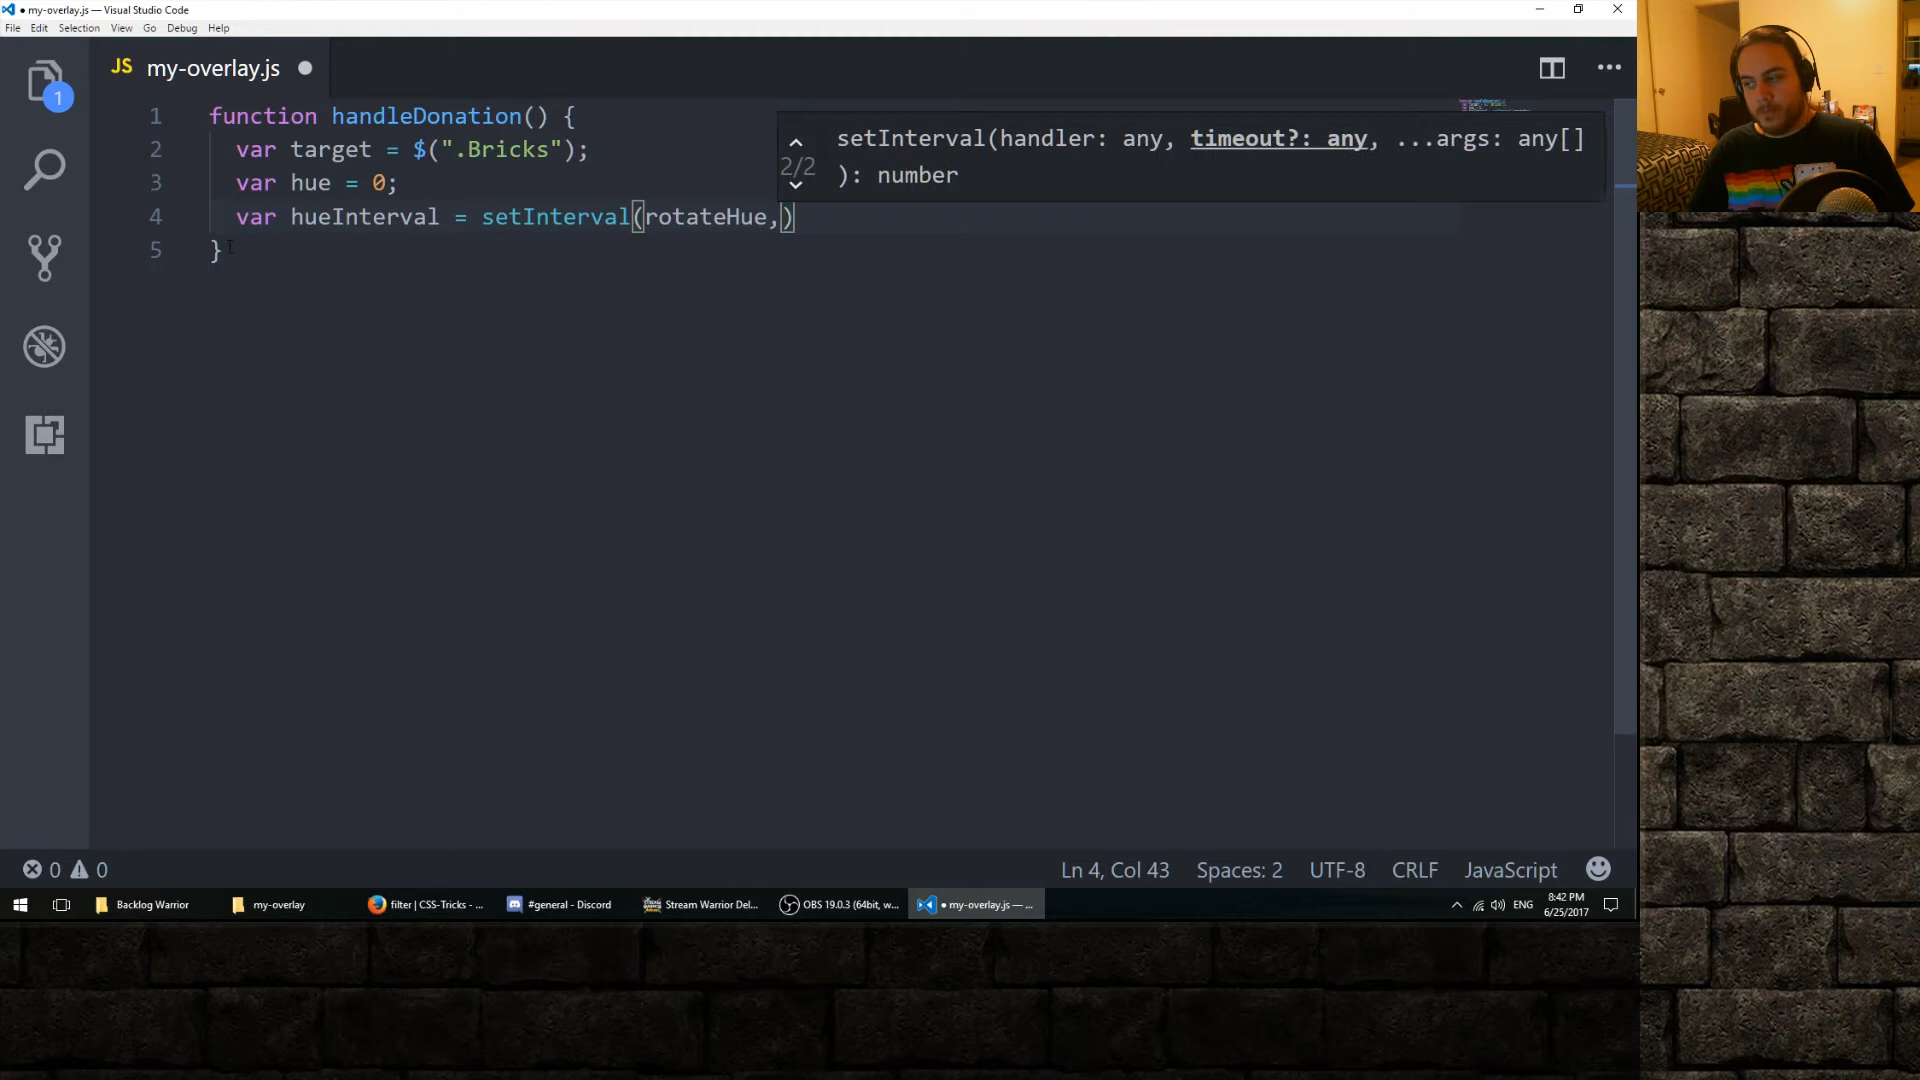 ● my-overlay.js — Visual Studio Code
File Edit Selection View Go Debug Help
JS my-overlay.js
1 function handleDonation() {
2 var target = $(".Bricks");
3 var hue = 0;
4 var hueInterval = setInterval(rotateHue,)
5 }
setInterval(handler: any, timeout?: any, ...args: any[]
2/2 ): number
1
0 0
Ln 4, Col 43 Spaces: 2 UTF-8 CRLF JavaScript
Backlog Warrior my-overlay filter | CSS-Tricks - ... #general - Discord Stream Warrior Del... OBS 19.0.3 (64bit, w... ● my-overlay.js — ... ENG 8:42 PM
6/25/2017